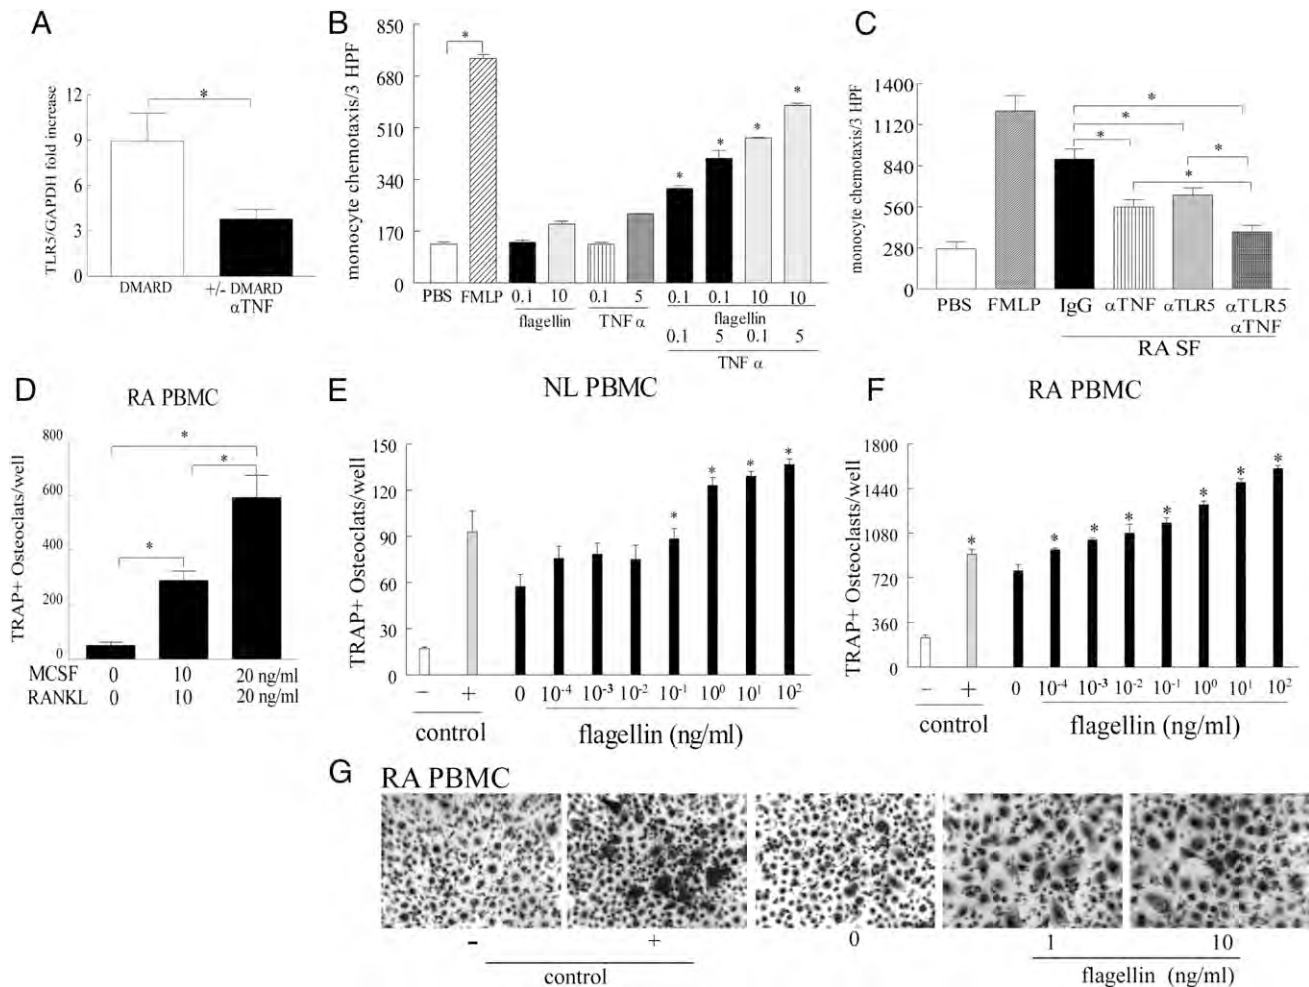 A
TLR5/GAPDH fold increase
12
9
6
3
0
*
DMARD
+/- DMARD
αTNF
B
monocyte chemotaxis/3 HPF
850
680
510
340
170
0
*
* * * *
PBS FMLP 0.1 10 0.1 5 0.1 0.1 10 10
flagellin TNF α flagellin
0.1 5 0.1 5
TNF α
C
monocyte chemotaxis/3 HPF
1400
1120
840
560
280
0
*
*
* *
*
PBS FMLP IgG αTNF αTLR5 αTLR5
αTNF
RA SF
D
RA PBMC
TRAP+ Osteoclats/well
800
600
400
200
0
*
*
*
MCSF 0 10 20 ng/ml
RANKL 0 10 20 ng/ml
E
NL PBMC
TRAP+ Osteoclats/well
150
120
90
60
30
0
* * * *
− + 0 10⁻⁴ 10⁻³ 10⁻² 10⁻¹ 10⁰ 10¹ 10²
control flagellin (ng/ml)
F
RA PBMC
TRAP+ Osteoclasts/well
1800
1440
1080
720
360
0
* * * * * * * *
− + 0 10⁻⁴ 10⁻³ 10⁻² 10⁻¹ 10⁰ 10¹ 10²
control flagellin (ng/ml)
G
RA PBMC
− + 0 1 10
control flagellin (ng/ml)